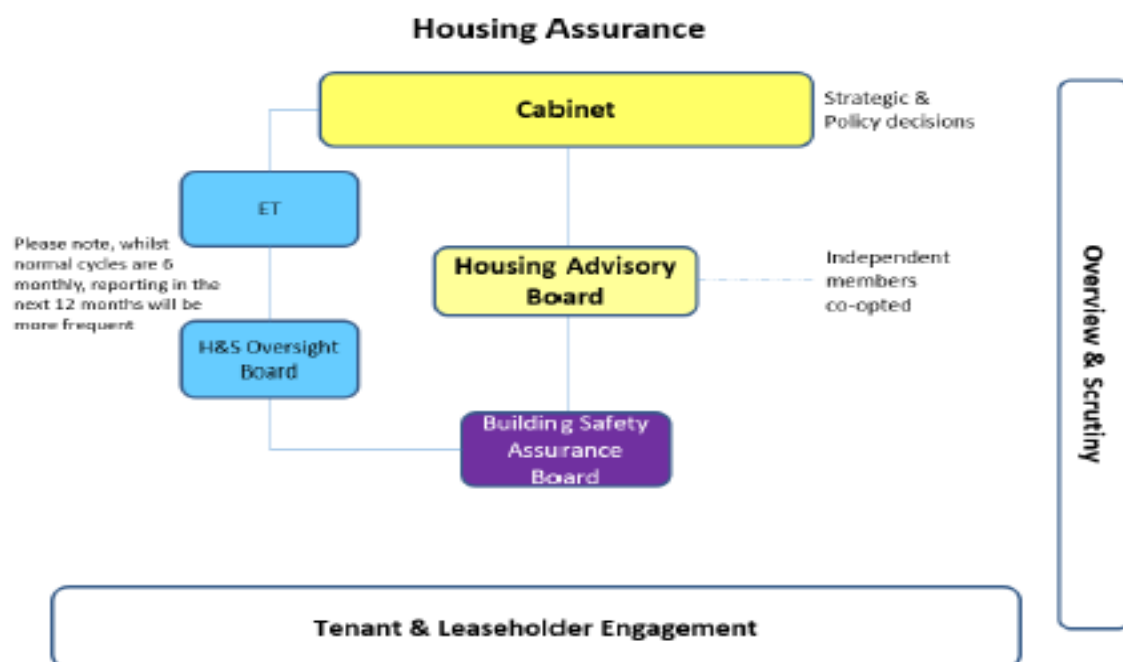 Housing Assurance
Cabinet
Strategic &
Policy decisions
ET
Please note, whilst
normal cycles are 6
monthly, reporting in the
next 12 months will be
more frequent
Housing Advisory
Board
Independent
members
co-opted
H&S Oversight
Board
Building Safety
Assurance
Board
Overview & Scrutiny
Tenant & Leaseholder Engagement